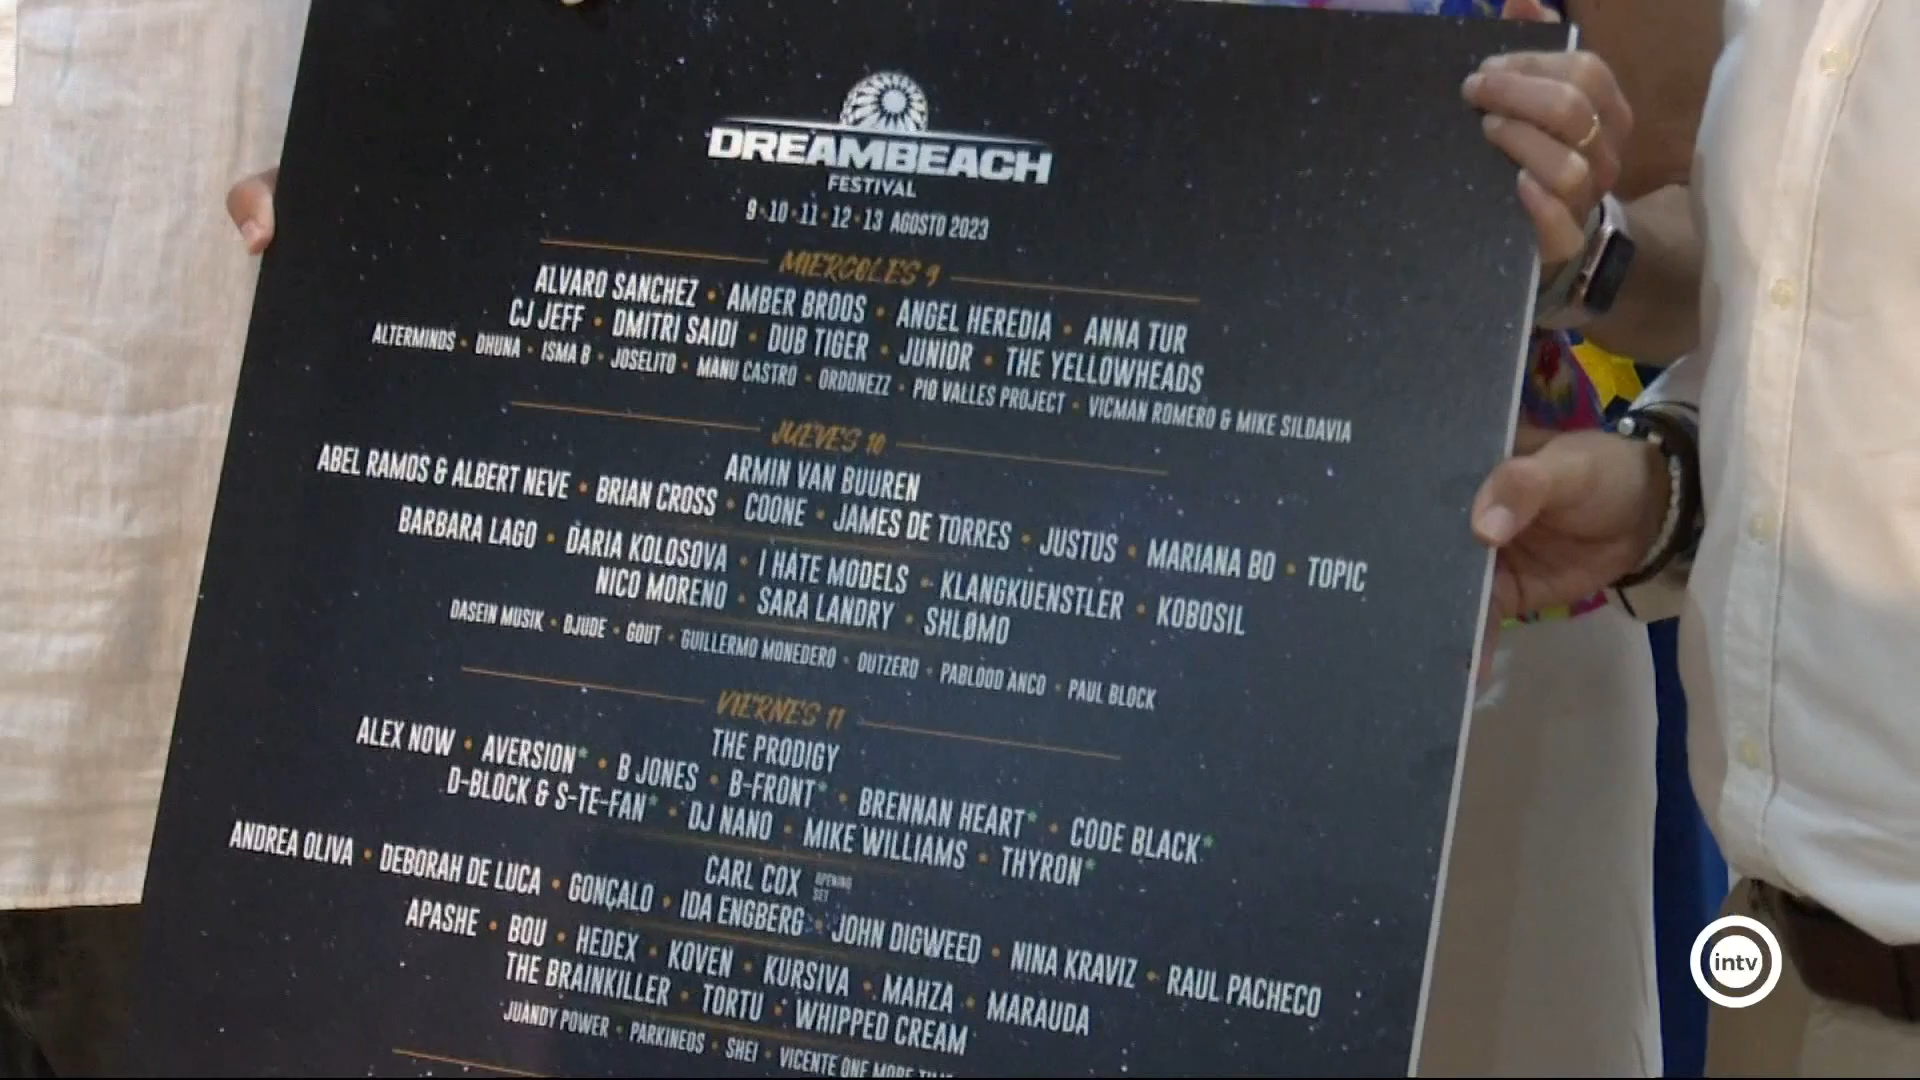 DREAMBEACH
FESTIVAL
9·10·11·12·13 AGOSTO 2023
MIERCOLES 9
ALVARO SANCHEZ · AMBER BROOS · ANGEL HEREDIA · ANNA TUR
CJ JEFF · DMITRI SAIDI · DUB TIGER · JUNIOR · THE YELLOWHEADS
ALTERMINDS · DHUNA · ISMA B · JOSELITO · MANU CASTRO · ORDONEZZ · PIO VALLES PROJECT · VICMAN ROMERO & MIKE SILDAVIA
JUEVES 10
ARMIN VAN BUUREN
ABEL RAMOS & ALBERT NEVE · BRIAN CROSS · COONE · JAMES DE TORRES · JUSTUS · MARIANA BO · TOPIC
BARBARA LAGO · DARIA KOLOSOVA · I HATE MODELS · KLANGKUENSTLER · KOBOSIL
NICO MORENO · SARA LANDRY · SHLØMO
DASEIN MUSIK · DJUDE · GOUT · GUILLERMO MONEDERO · OUTZERO · PABLOOD ANCO · PAUL BLOCK
VIERNES 11
THE PRODIGY
ALEX NOW · AVERSION* · B JONES · B-FRONT* · BRENNAN HEART* · CODE BLACK*
D-BLOCK & S-TE-FAN* · DJ NANO · MIKE WILLIAMS · THYRON*
CARL COX OPENING SET
ANDREA OLIVA · DEBORAH DE LUCA · GONÇALO · IDA ENGBERG · JOHN DIGWEED · NINA KRAVIZ · RAUL PACHECO
APASHE · BOU · HEDEX · KOVEN · KURSIVA · MAHZA · MARAUDA
THE BRAINKILLER · TORTU · WHIPPED CREAM
JUANDY POWER · PARKINEOS · SHEI · VICENTE ONE MORE TIME
intv